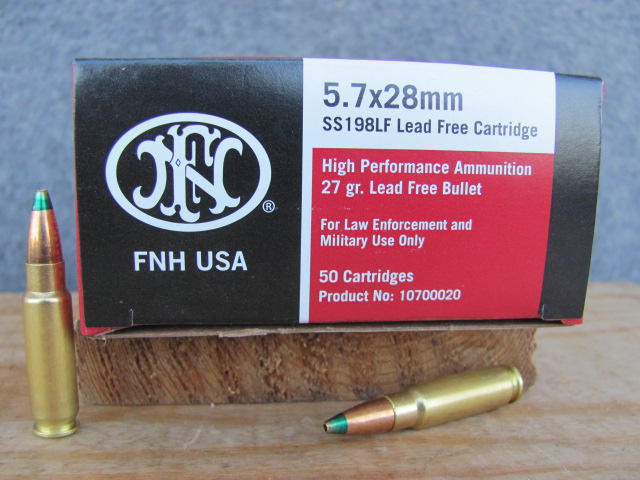 5.7x28mm
SS198LF Lead Free Cartridge
High Performance Ammunition
27 gr. Lead Free Bullet
For Law Enforcement and
Military Use Only
50 Cartridges
Product No: 10700020
FN
®
FNH USA